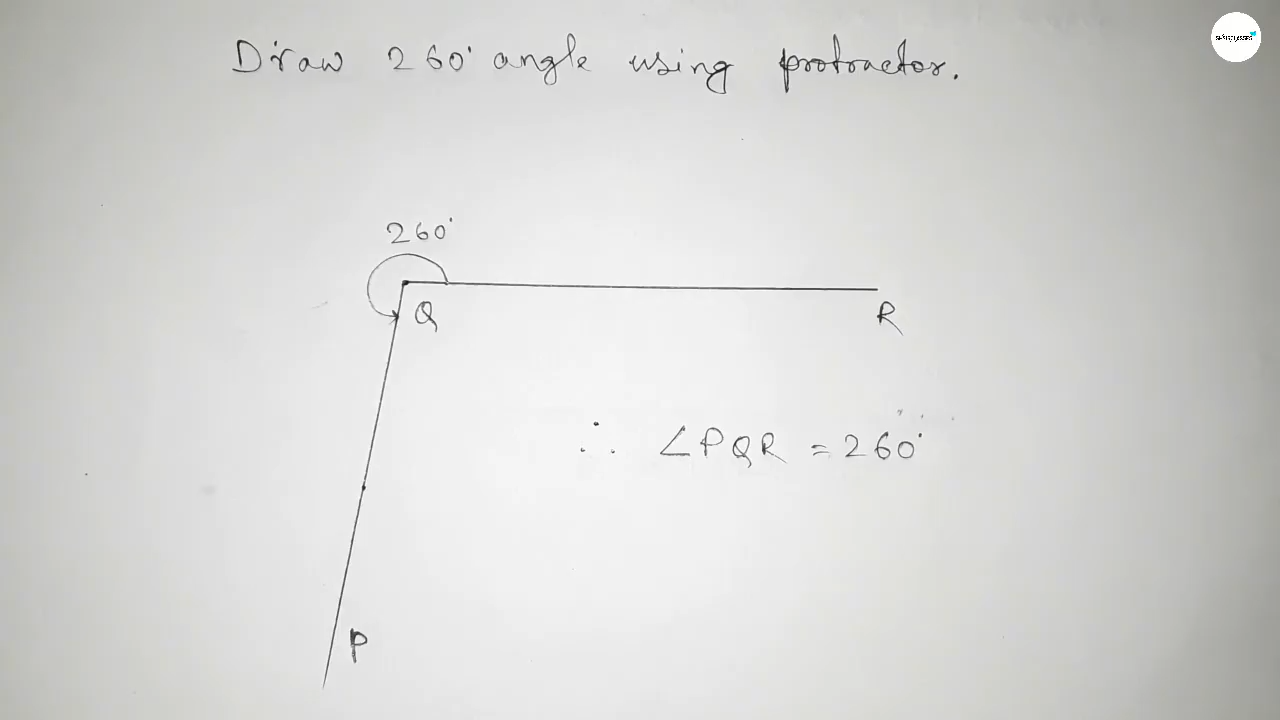 Draw 260° angle using protractor.
260°
Q
R
∴ ∠PQR = 260°
P